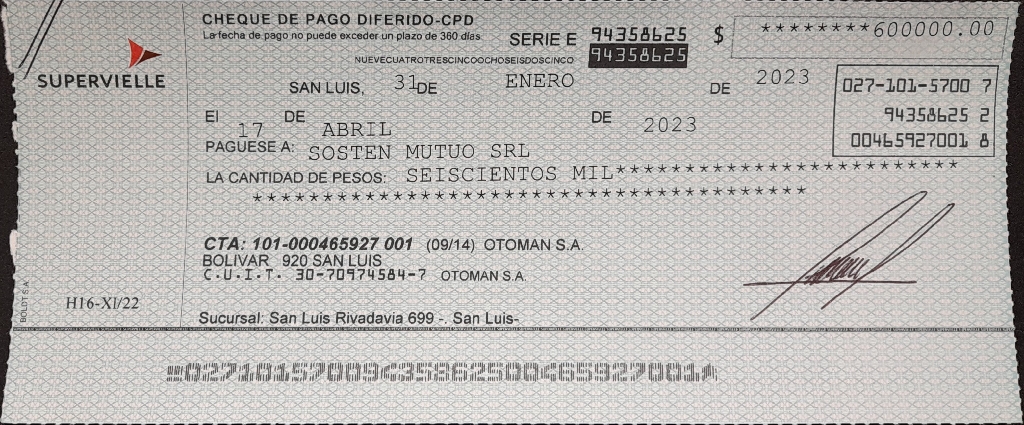 CHEQUE DE PAGO DIFERIDO-CPD
La fecha de pago no puede exceder un plazo de 360 días
SERIE E 94358625 $ ********600000.00
94358625
NUEVECUATROTRESCINCOOCHOSEISDOSCINCO
SUPERVIELLE
SAN LUIS, 31 DE ENERO DE 2023
027-101-5700 7
94358625 2
00465927001 8
El 17 DE ABRIL DE 2023
PAGUESE A: SOSTEN MUTUO SRL
LA CANTIDAD DE PESOS: SEISCIENTOS MIL******************************
*************************************
CTA: 101-000465927 001 (09/14) OTOMAN S.A.
BOLIVAR 920 SAN LUIS
C.U.I.T. 30-70974584-7 OTOMAN S.A.
BOLDT S.A.
H16-XI/22
Sucursal: San Luis Rivadavia 699 -. San Luis-